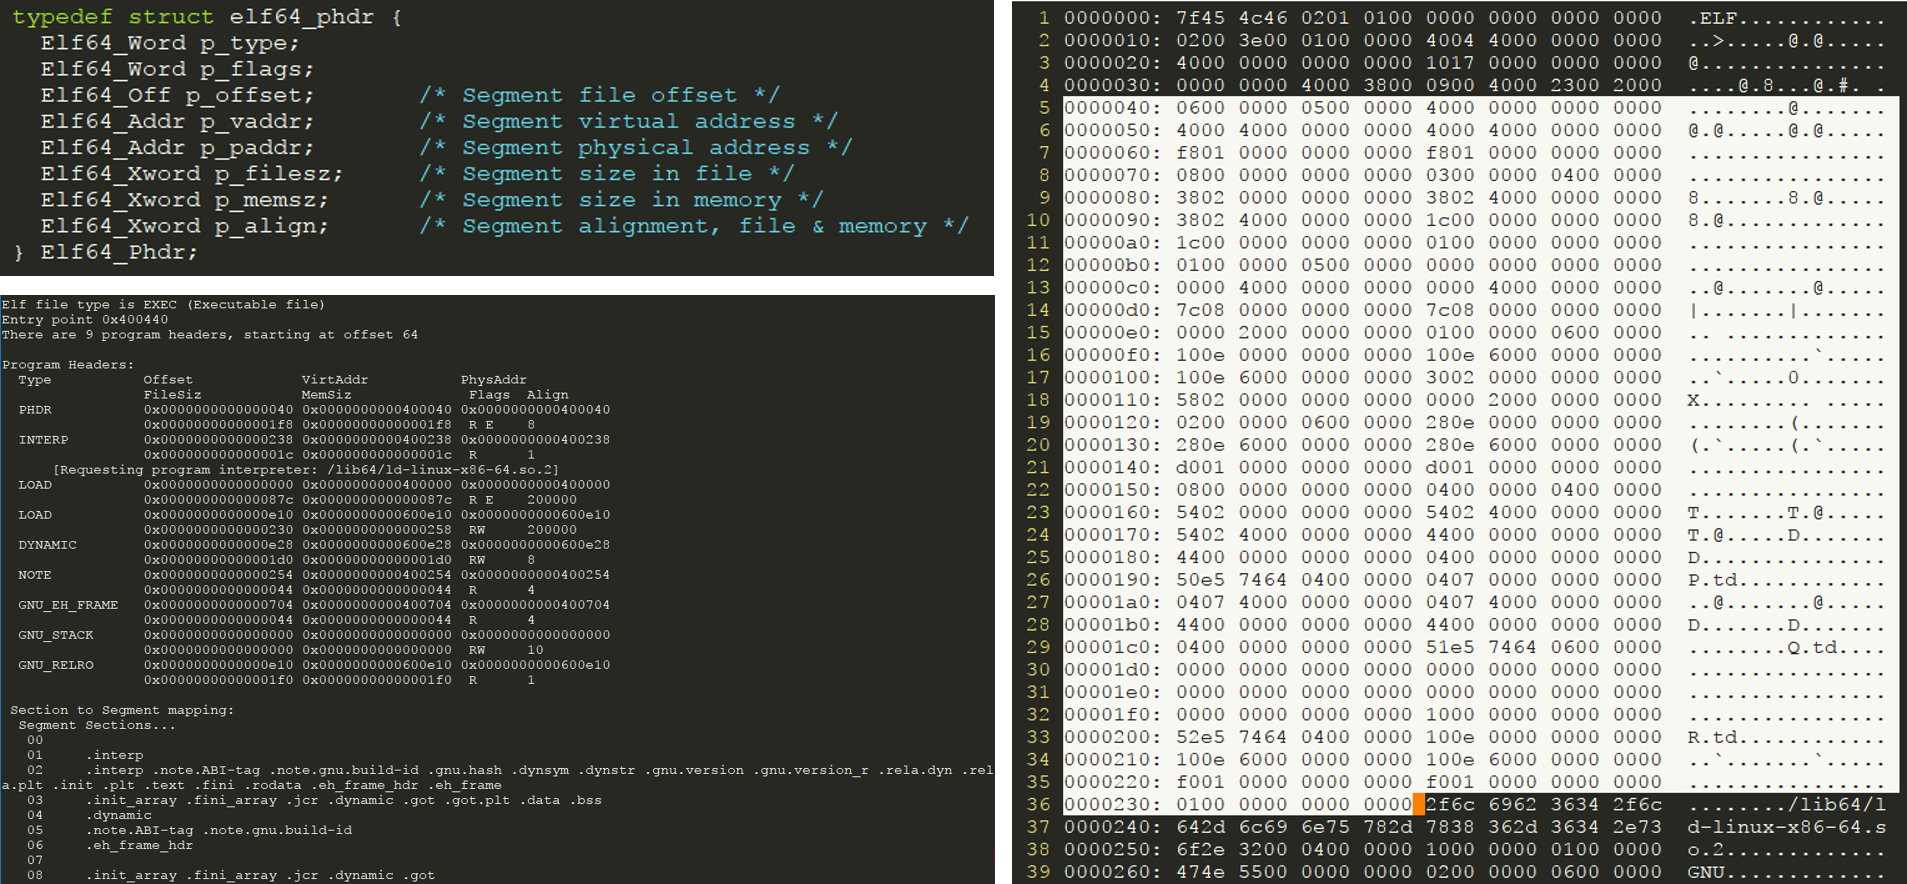 typedef struct elf64_phdr {
  Elf64_Word p_type;
  Elf64_Word p_flags;
  Elf64_Off p_offset;       /* Segment file offset */
  Elf64_Addr p_vaddr;       /* Segment virtual address */
  Elf64_Addr p_paddr;       /* Segment physical address */
  Elf64_Xword p_filesz;     /* Segment size in file */
  Elf64_Xword p_memsz;      /* Segment size in memory */
  Elf64_Xword p_align;      /* Segment alignment, file & memory */
} Elf64_Phdr;
Elf file type is EXEC (Executable file)
Entry point 0x400440
There are 9 program headers, starting at offset 64
Program Headers:
  Type           Offset             VirtAddr           PhysAddr
                 FileSiz            MemSiz              Flags  Align
  PHDR           0x0000000000000040 0x0000000000400040 0x0000000000400040
                 0x00000000000001f8 0x00000000000001f8  R E    8
  INTERP         0x0000000000000238 0x0000000000400238 0x0000000000400238
                 0x000000000000001c 0x000000000000001c  R      1
      [Requesting program interpreter: /lib64/ld-linux-x86-64.so.2]
  LOAD           0x0000000000000000 0x0000000000400000 0x0000000000400000
                 0x000000000000087c 0x000000000000087c  R E    200000
  LOAD           0x0000000000000e10 0x0000000000600e10 0x0000000000600e10
                 0x0000000000000230 0x0000000000000258  RW     200000
  DYNAMIC        0x0000000000000e28 0x0000000000600e28 0x0000000000600e28
                 0x00000000000001d0 0x00000000000001d0  RW     8
  NOTE           0x0000000000000254 0x0000000000400254 0x0000000000400254
                 0x0000000000000044 0x0000000000000044  R      4
  GNU_EH_FRAME   0x0000000000000704 0x0000000000400704 0x0000000000400704
                 0x0000000000000044 0x0000000000000044  R      4
  GNU_STACK      0x0000000000000000 0x0000000000000000 0x0000000000000000
                 0x0000000000000000 0x0000000000000000  RW     10
  GNU_RELRO      0x0000000000000e10 0x0000000000600e10 0x0000000000600e10
                 0x00000000000001f0 0x00000000000001f0  R      1
 Section to Segment mapping:
  Segment Sections...
   00
   01     .interp
   02     .interp .note.ABI-tag .note.gnu.build-id .gnu.hash .dynsym .dynstr .gnu.version .gnu.version_r .rela.dyn .rel
a.plt .init .plt .text .fini .rodata .eh_frame_hdr .eh_frame
   03     .init_array .fini_array .jcr .dynamic .got .got.plt .data .bss
   04     .dynamic
   05     .note.ABI-tag .note.gnu.build-id
   06     .eh_frame_hdr
   07
   08     .init_array .fini_array .jcr .dynamic .got
1 0000000: 7f45 4c46 0201 0100 0000 0000 0000 0000  .ELF............
2 0000010: 0200 3e00 0100 0000 4004 4000 0000 0000  ..>.....@.@.....
3 0000020: 4000 0000 0000 0000 1017 0000 0000 0000  @...............
4 0000030: 0000 0000 4000 3800 0900 4000 2300 2000  ....@.8...@.#. .
5 0000040: 0600 0000 0500 0000 4000 0000 0000 0000  ........@.......
6 0000050: 4000 4000 0000 0000 4000 4000 0000 0000  @.@.....@.@.....
7 0000060: f801 0000 0000 0000 f801 0000 0000 0000  ................
8 0000070: 0800 0000 0000 0000 0300 0000 0400 0000  ................
9 0000080: 3802 0000 0000 0000 3802 4000 0000 0000  8.......8.@.....
10 0000090: 3802 4000 0000 0000 1c00 0000 0000 0000  8.@.............
11 00000a0: 1c00 0000 0000 0000 0100 0000 0000 0000  ................
12 00000b0: 0100 0000 0500 0000 0000 0000 0000 0000  ................
13 00000c0: 0000 4000 0000 0000 0000 4000 0000 0000  ..@.......@.....
14 00000d0: 7c08 0000 0000 0000 7c08 0000 0000 0000  |.......|.......
15 00000e0: 0000 2000 0000 0000 0100 0000 0600 0000  .. .............
16 00000f0: 100e 0000 0000 0000 100e 6000 0000 0000  ..........`.....
17 0000100: 100e 6000 0000 0000 3002 0000 0000 0000  ..`.....0.......
18 0000110: 5802 0000 0000 0000 0000 2000 0000 0000  X......... .....
19 0000120: 0200 0000 0600 0000 280e 0000 0000 0000  ........(.......
20 0000130: 280e 6000 0000 0000 280e 6000 0000 0000  (.`.....(.`.....
21 0000140: d001 0000 0000 0000 d001 0000 0000 0000  ................
22 0000150: 0800 0000 0000 0000 0400 0000 0400 0000  ................
23 0000160: 5402 0000 0000 0000 5402 4000 0000 0000  T.......T.@.....
24 0000170: 5402 4000 0000 0000 4400 0000 0000 0000  T.@.....D.......
25 0000180: 4400 0000 0000 0000 0400 0000 0000 0000  D...............
26 0000190: 50e5 7464 0400 0000 0407 0000 0000 0000  P.td............
27 00001a0: 0407 4000 0000 0000 0407 4000 0000 0000  ..@.......@.....
28 00001b0: 4400 0000 0000 0000 4400 0000 0000 0000  D.......D.......
29 00001c0: 0400 0000 0000 0000 51e5 7464 0600 0000  ........Q.td....
30 00001d0: 0000 0000 0000 0000 0000 0000 0000 0000  ................
31 00001e0: 0000 0000 0000 0000 0000 0000 0000 0000  ................
32 00001f0: 0000 0000 0000 0000 1000 0000 0000 0000  ................
33 0000200: 52e5 7464 0400 0000 100e 0000 0000 0000  R.td............
34 0000210: 100e 6000 0000 0000 100e 6000 0000 0000  ..`.......`.....
35 0000220: f001 0000 0000 0000 f001 0000 0000 0000  ................
36 0000230: 0100 0000 0000 0000 2f6c 6962 3634 2f6c  ......../lib64/l
37 0000240: 642d 6c69 6e75 782d 7838 362d 3634 2e73  d-linux-x86-64.s
38 0000250: 6f2e 3200 0400 0000 1000 0000 0100 0000  o.2.............
39 0000260: 474e 5500 0000 0000 0200 0000 0600 0000  GNU.............